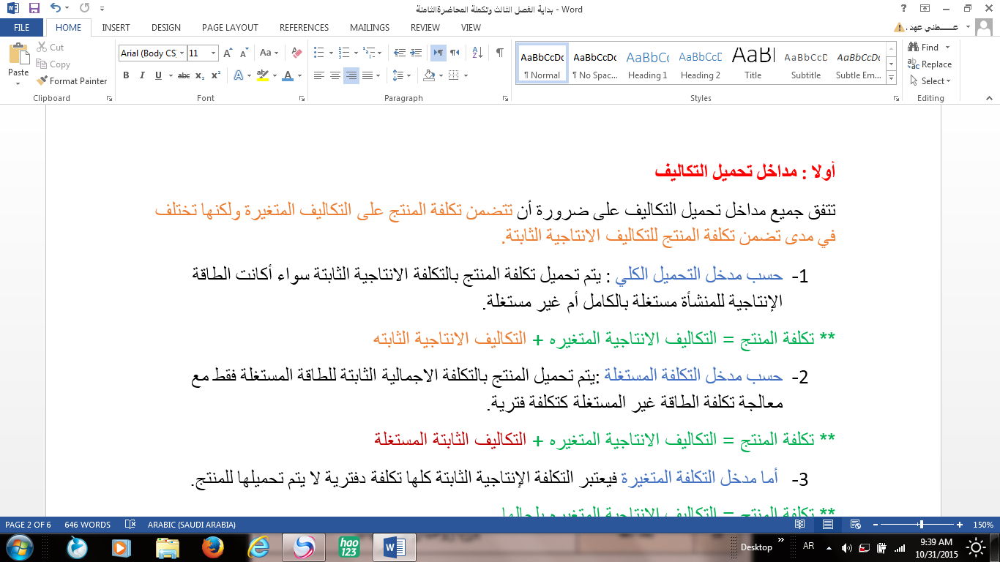 بداية الفصل الثالث وتكملة المحاضرةالثامنة - Word
FILE HOME INSERT DESIGN PAGE LAYOUT REFERENCES MAILINGS REVIEW VIEW
Paste Cut
Copy
Format Painter
Clipboard
Arial (Body CS) 11
Font
Paragraph
AaBbCcDc AaBbCcDc AaBbCc AaBbCcD AaBl AaBbCcD AaBbCcDc
¶ Normal ¶ No Spac... Heading 1 Heading 2 Title Subtitle Subtle Em...
Styles
Find
Replace
Select
Editing
أولا : مداخل تحميل التكاليف
تتفق جميع مداخل تحميل التكاليف على ضرورة أن تتضمن تكلفة المنتج على التكاليف المتغيرة ولكنها تختلف
في مدى تضمن تكلفة المنتج للتكاليف الانتاجية الثابتة.
1- حسب مدخل التحميل الكلي : يتم تحميل تكلفة المنتج بالتكلفة الانتاجية الثابتة سواء أكانت الطاقة
الإنتاجية للمنشأة مستغلة بالكامل أم غير مستغلة.
** تكلفة المنتج = التكاليف الانتاجية المتغيره + التكاليف الانتاجية الثابته
2- حسب مدخل التكلفة المستغلة :يتم تحميل المنتج بالتكلفة الاجمالية الثابتة للطاقة المستغلة فقط مع
معالجة تكلفة الطاقة غير المستغلة كتكلفة فترية.
** تكلفة المنتج = التكاليف الانتاجية المتغيره + التكاليف الثابتة المستغلة
3- أما مدخل التكلفة المتغيرة فيعتبر التكلفة الإنتاجية الثابتة كلها تكلفة دفترية لا يتم تحميلها للمنتج.
** تكلفة المنتج = التكاليف الانتاجية المتغيره
PAGE 2 OF 6 646 WORDS ARABIC (SAUDI ARABIA) 150%
hao123 Desktop AR 9:39 AM
10/31/2015